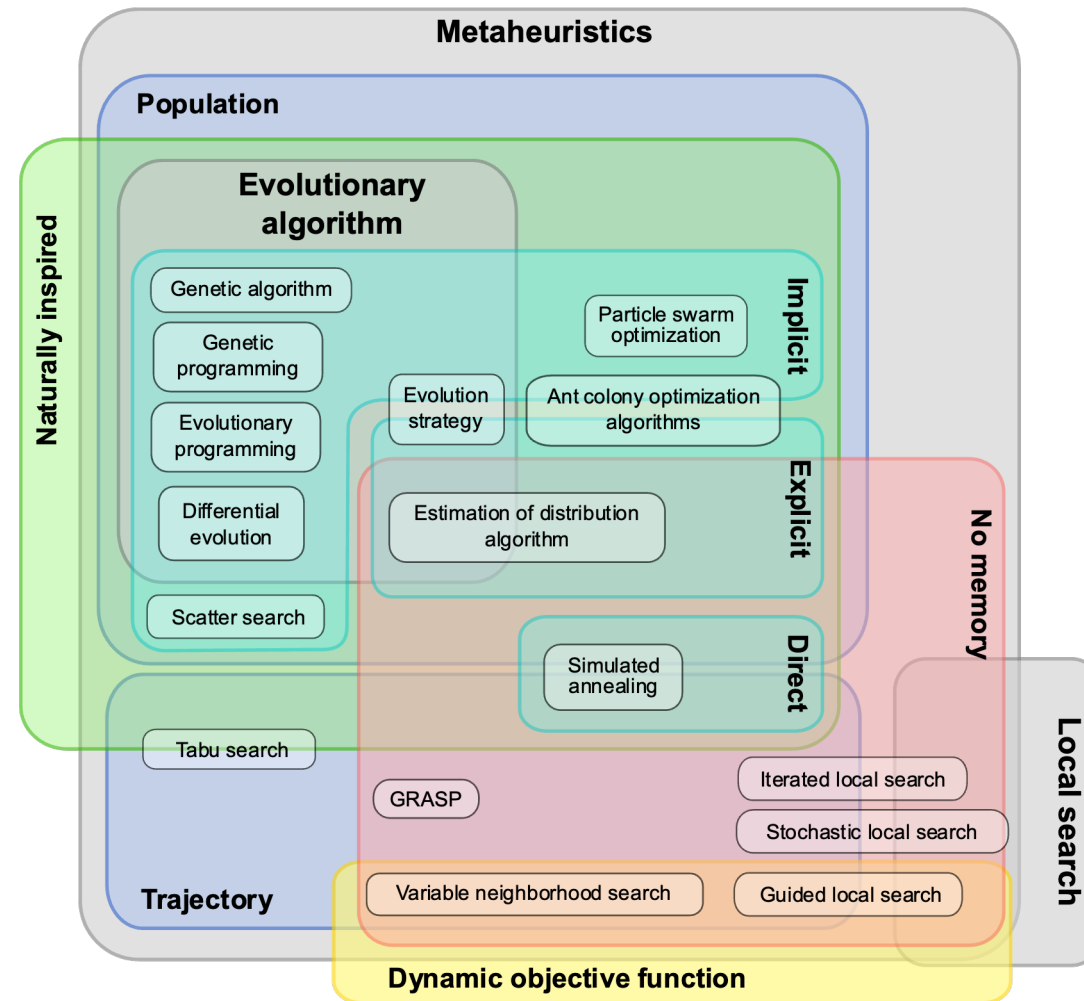 Metaheuristics
Population
Naturally inspired
Evolutionary
algorithm
Implicit
Genetic algorithm
Particle swarm
optimization
Genetic
programming
Evolution
strategy
Ant colony optimization
algorithms
Evolutionary
programming
Explicit
Differential
evolution
Estimation of distribution
algorithm
No memory
Scatter search
Direct
Simulated
annealing
Local search
Tabu search
Iterated local search
GRASP
Stochastic local search
Trajectory
Variable neighborhood search
Guided local search
Dynamic objective function